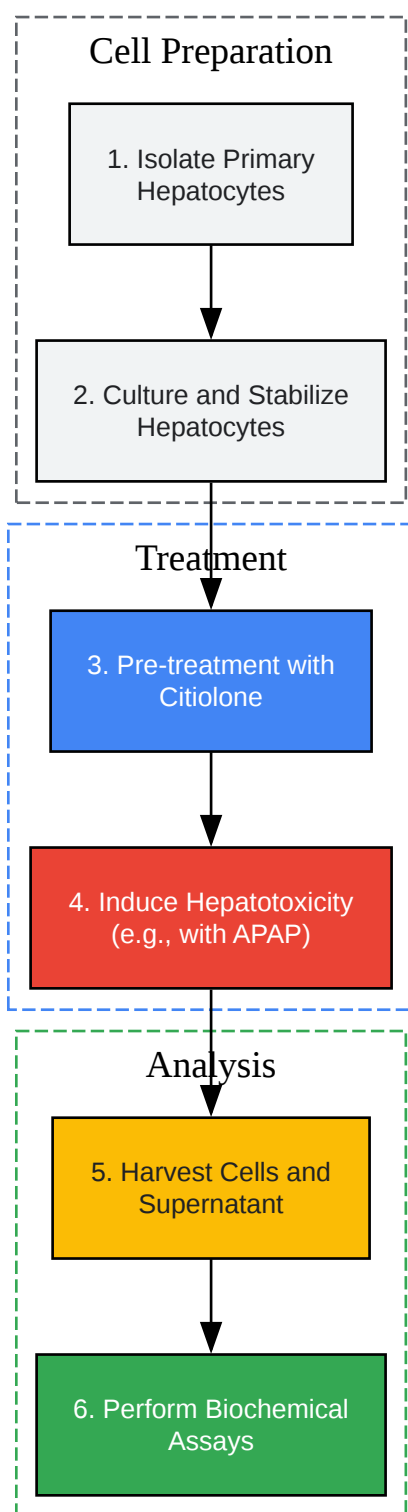 Cell Preparation
1. Isolate Primary
Hepatocytes
2. Culture and Stabilize
Hepatocytes
Treatment
3. Pre-treatment with
Citiolone
4. Induce Hepatotoxicity
(e.g., with APAP)
Analysis
5. Harvest Cells and
Supernatant
6. Perform Biochemical
Assays